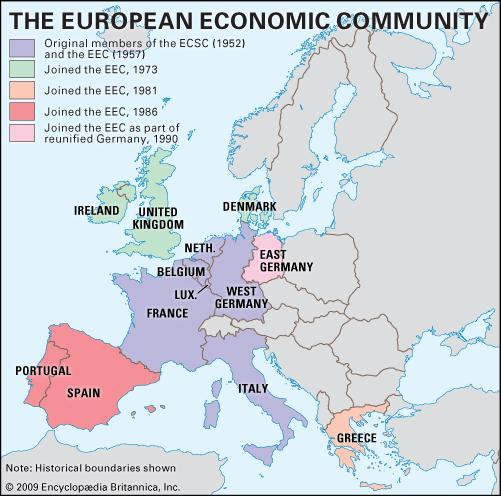 THE EUROPEAN ECONOMIC COMMUNITY
Original members of the ECSC (1952)
and the EEC (1957)
Joined the EEC, 1973
Joined the EEC, 1981
Joined the EEC, 1986
Joined the EEC as part of
reunified Germany, 1990
IRELAND
UNITED
KINGDOM
DENMARK
NETH.
BELGIUM
LUX.
EAST
GERMANY
WEST
GERMANY
FRANCE
PORTUGAL
SPAIN
ITALY
GREECE
Note: Historical boundaries shown
© 2009 Encyclopædia Britannica, Inc.